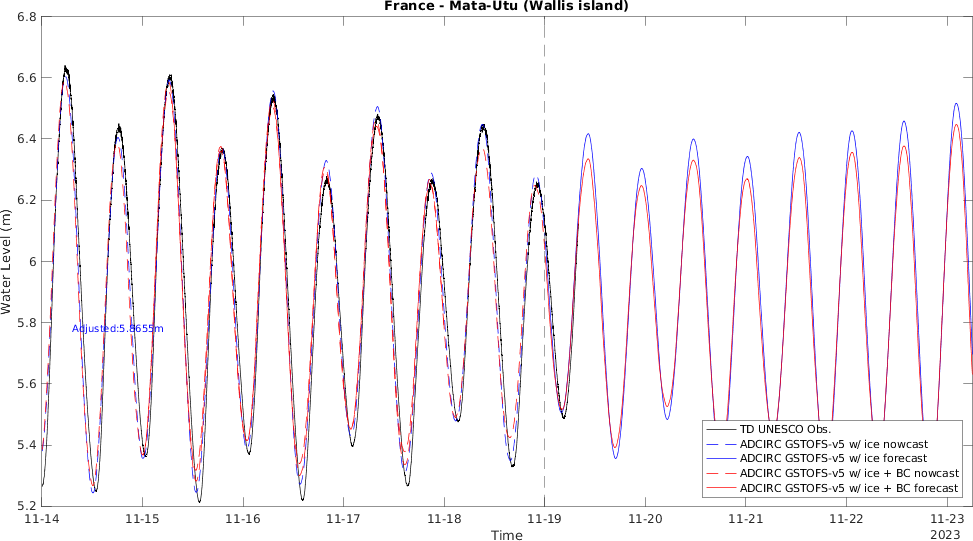 France - Mata-Utu (Wallis island)
6.8
6.6
6.4
6.2
6
5.8
5.6
5.4
5.2
Water Level (m)
Adjusted:5.8655m
TD UNESCO Obs.
ADCIRC GSTOFS-v5 w/ ice nowcast
ADCIRC GSTOFS-v5 w/ ice forecast
ADCIRC GSTOFS-v5 w/ ice + BC nowcast
ADCIRC GSTOFS-v5 w/ ice + BC forecast
11-14 11-15 11-16 11-17 11-18 11-19 11-20 11-21 11-22 11-23
Time
2023